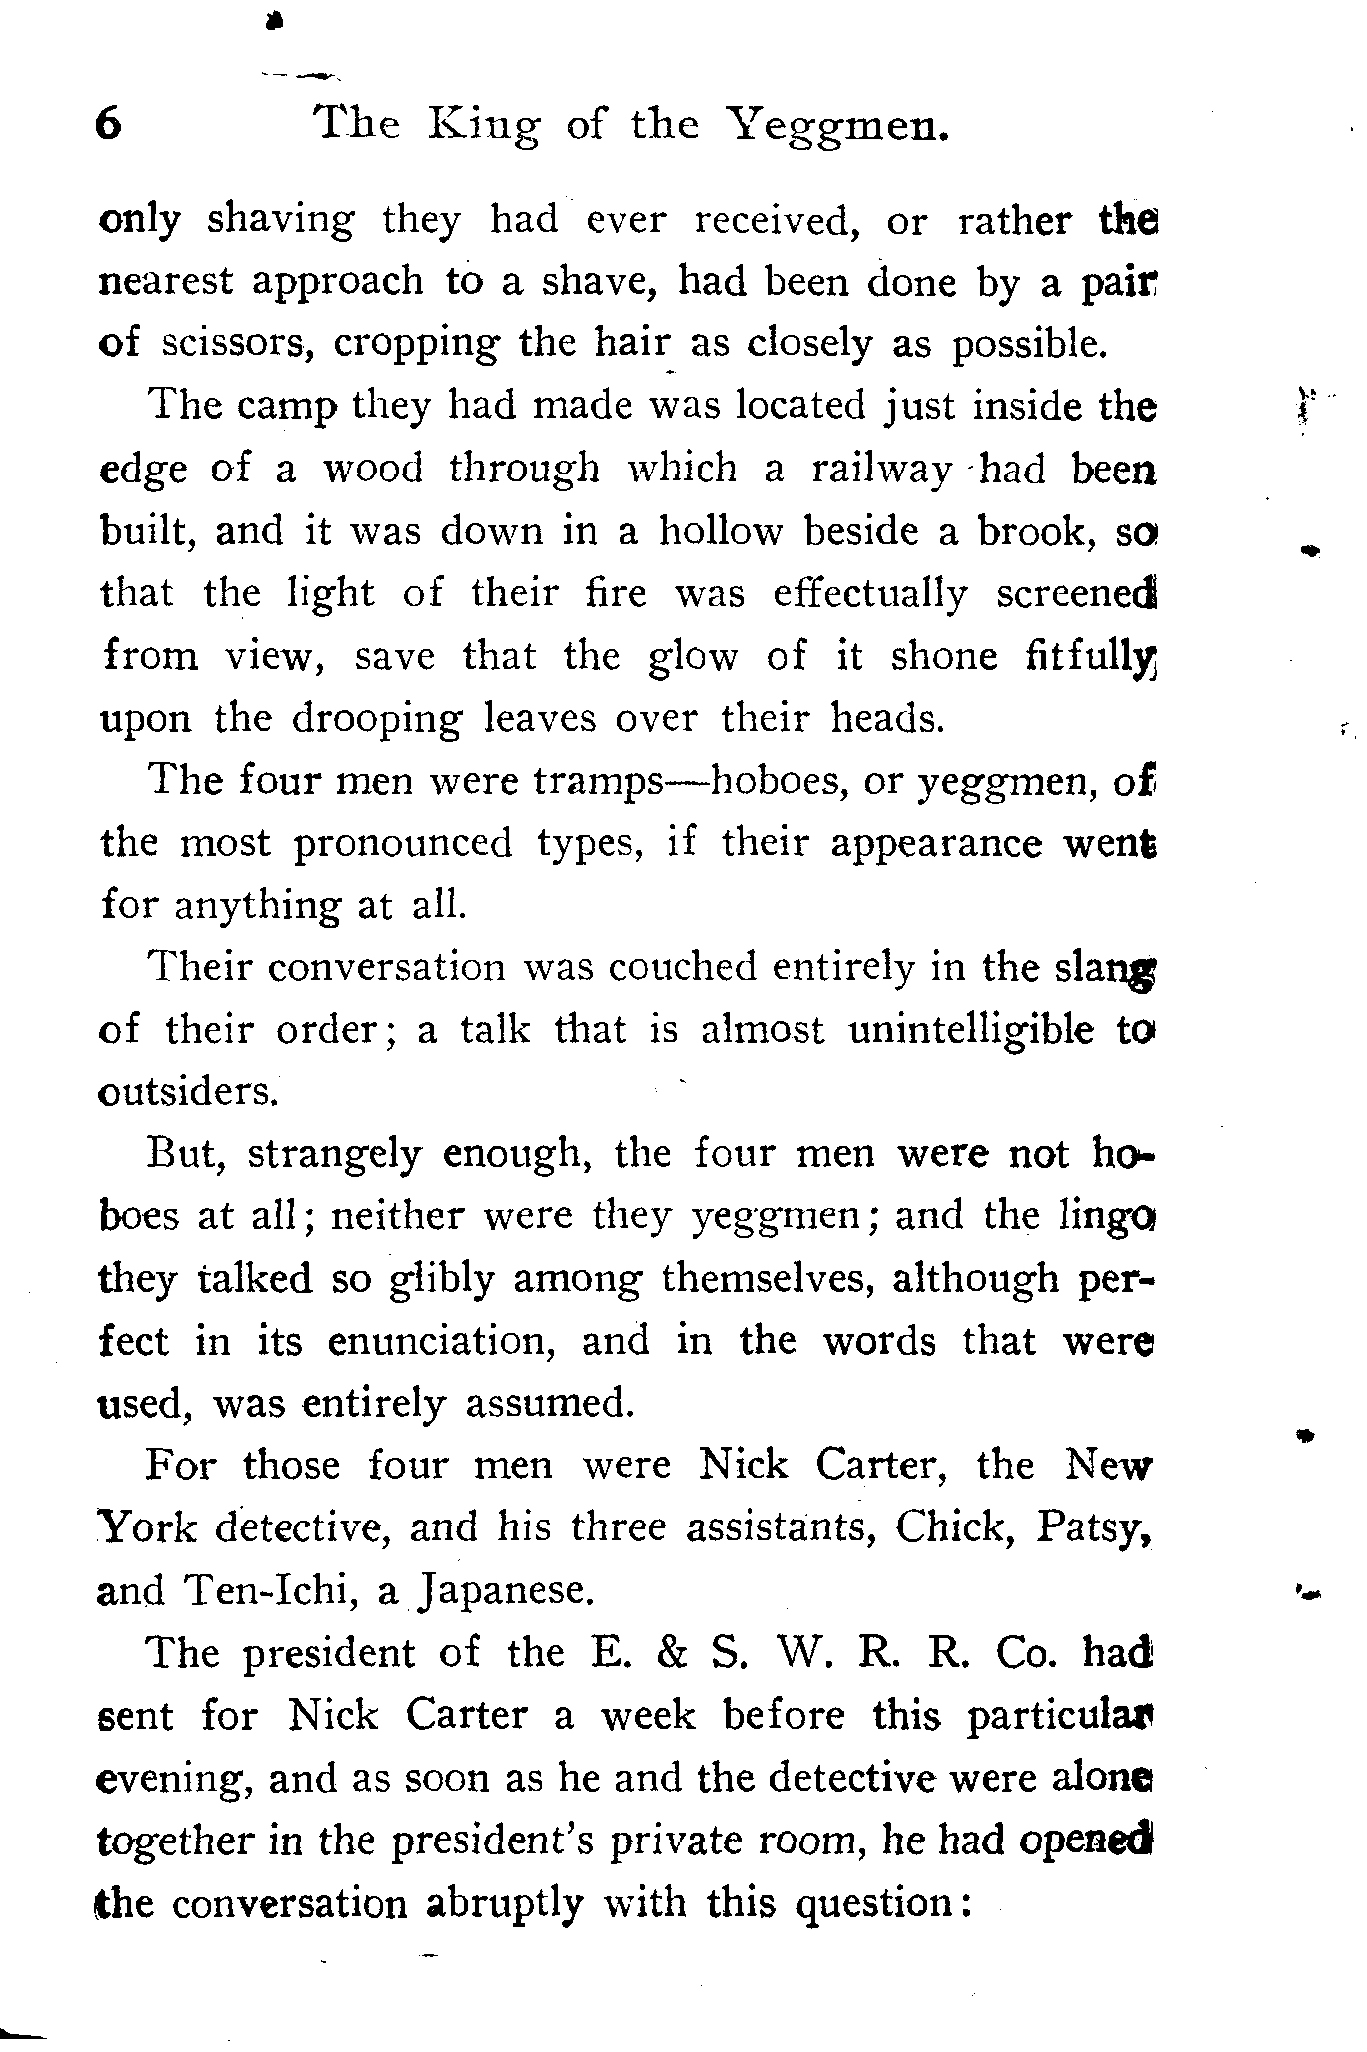 6 The King of the Yeggmen.
only shaving they had ever received, or rather the
nearest approach to a shave, had been done by a pair
of scissors, cropping the hair as closely as possible.
The camp they had made was located just inside the
edge of a wood through which a railway had been
built, and it was down in a hollow beside a brook, so
that the light of their fire was effectually screened
from view, save that the glow of it shone fitfully
upon the drooping leaves over their heads.
The four men were tramps—hoboes, or yeggmen, of
the most pronounced types, if their appearance went
for anything at all.
Their conversation was couched entirely in the slang
of their order; a talk that is almost unintelligible to
outsiders.
But, strangely enough, the four men were not ho-
boes at all; neither were they yeggmen; and the lingo
they talked so glibly among themselves, although per-
fect in its enunciation, and in the words that were
used, was entirely assumed.
For those four men were Nick Carter, the New
York detective, and his three assistants, Chick, Patsy,
and Ten-Ichi, a Japanese.
The president of the E. & S. W. R. R. Co. had
sent for Nick Carter a week before this particular
evening, and as soon as he and the detective were alone
together in the president's private room, he had opened
the conversation abruptly with this question: